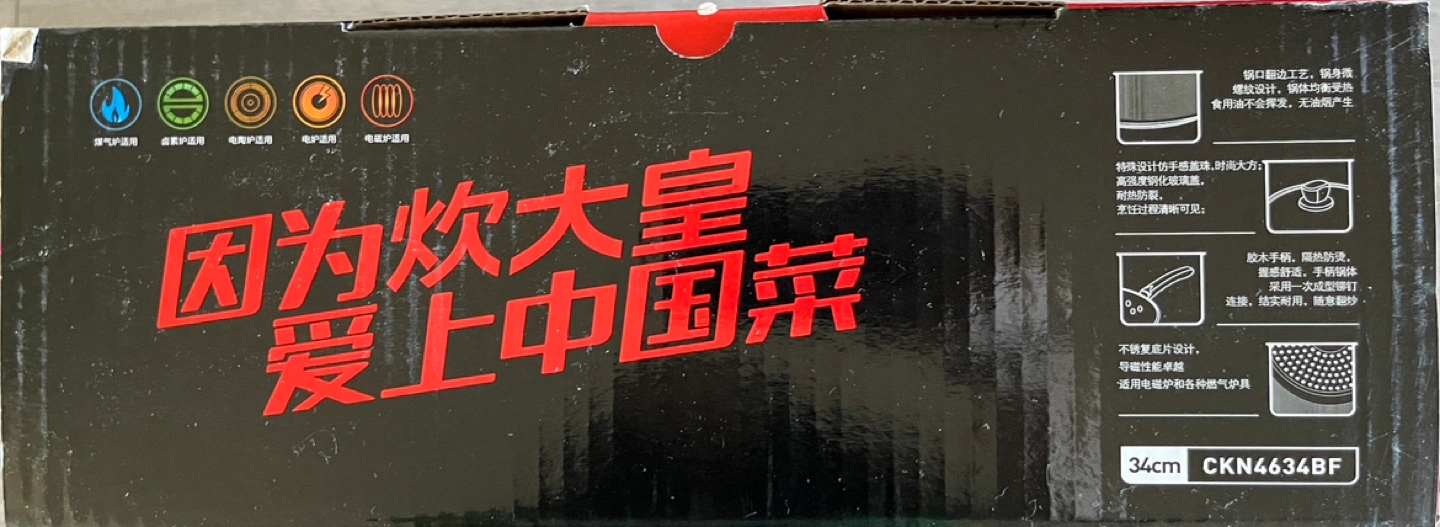 煤气炉适用
卤素炉适用
电陶炉适用
电炉适用
电磁炉适用
因为炊大皇
爱上中国菜
锅口翻边工艺，锅身微
螺纹设计，锅体均衡受热
食用油不会挥发，无油烟产生
特殊设计仿手感盖珠，时尚大方；
高强度钢化玻璃盖，
耐热防裂，
烹饪过程清晰可见；
胶木手柄，隔热防烫，
握感舒适，手柄锅体
采用一次成型铆钉
连接，结实耐用，随意翻炒
不锈复底片设计，
导磁性能卓越
适用电磁炉和各种燃气炉具
34cm CKN4634BF